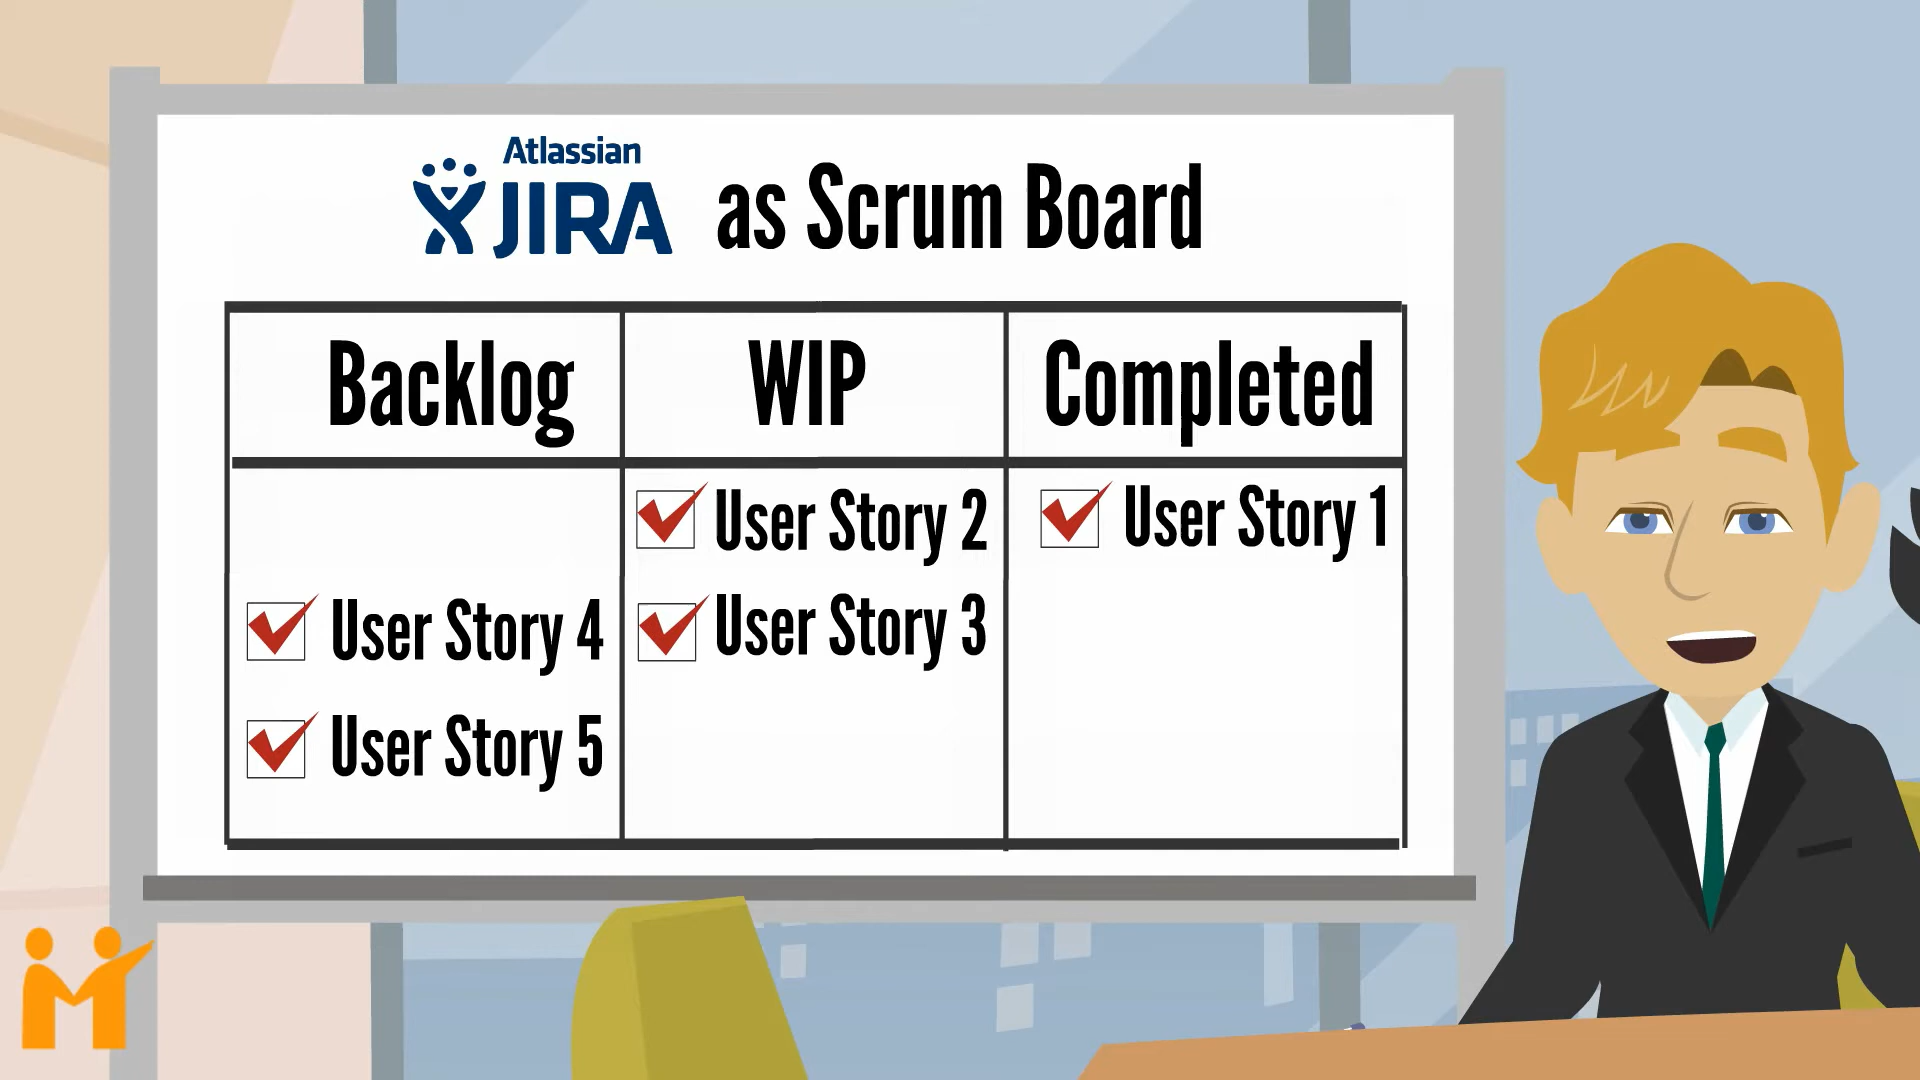 Atlassian
JIRA as Scrum Board
Backlog WIP Completed
User Story 2 User Story 1
User Story 4 User Story 3
User Story 5